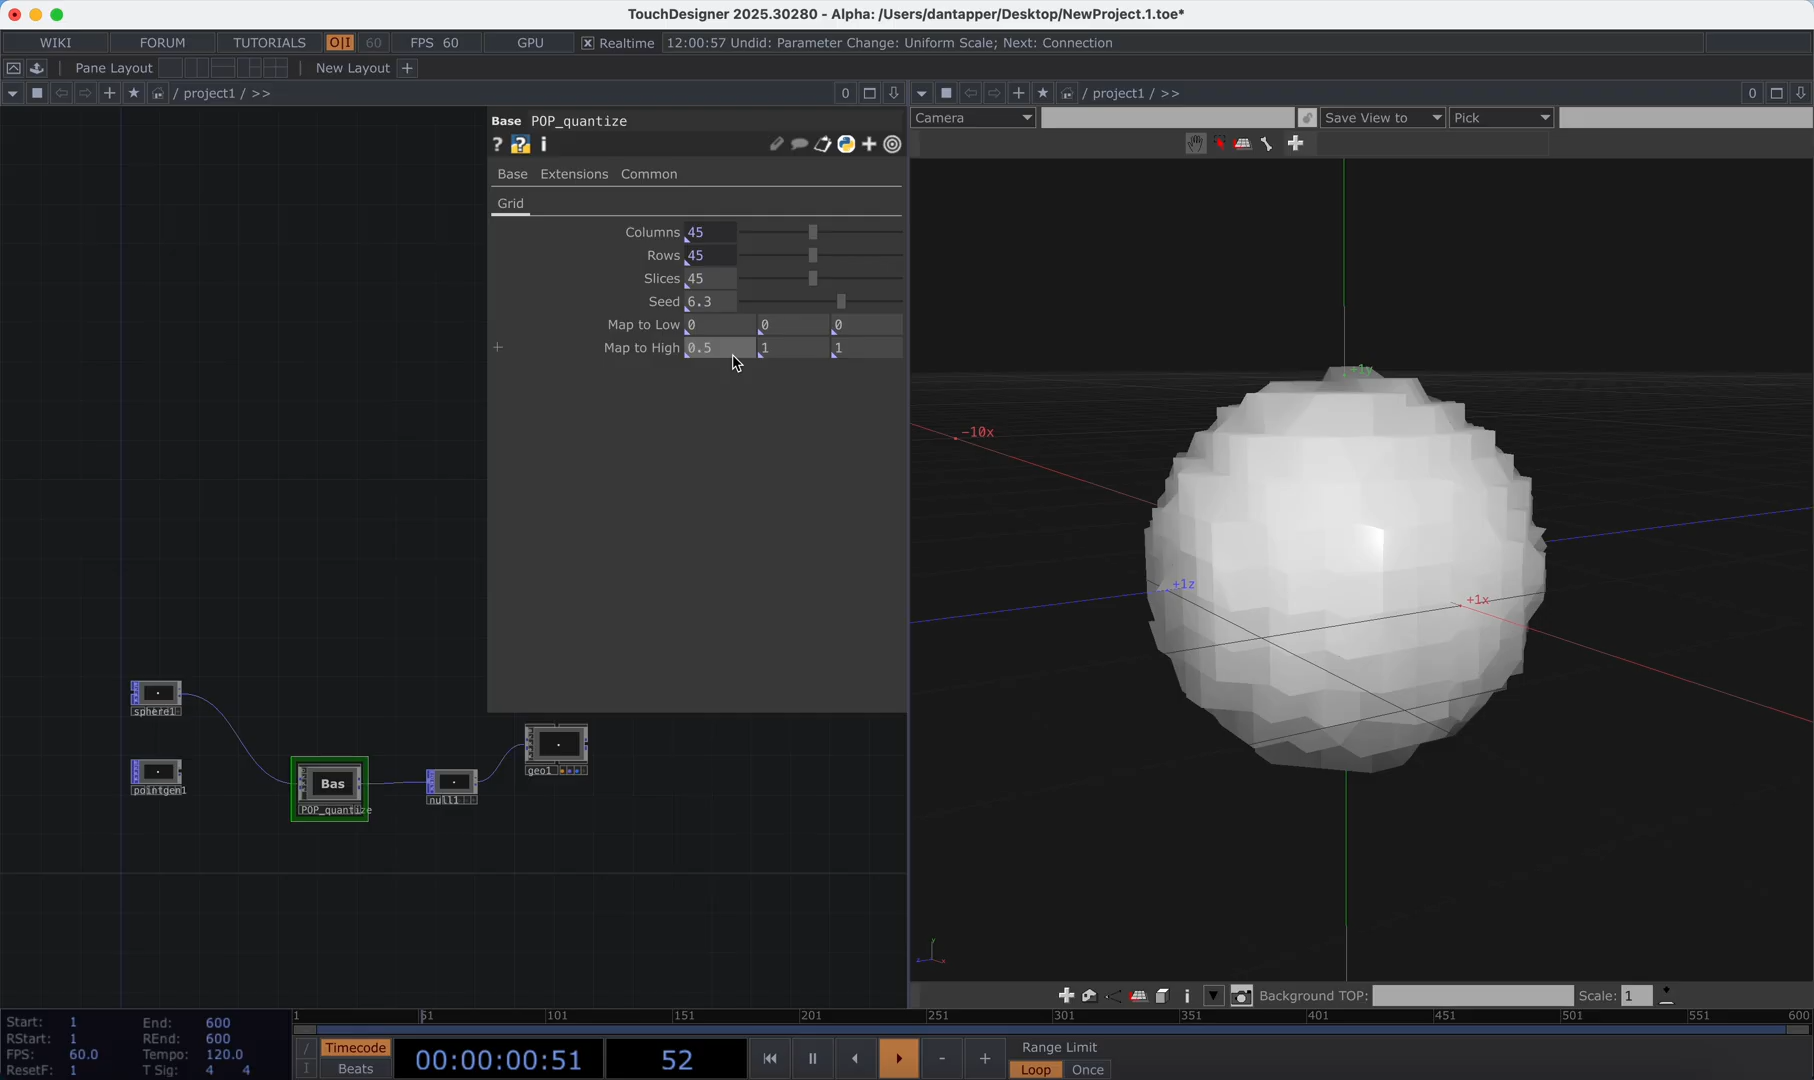 TouchDesigner 2025.30280 - Alpha: /Users/dantapper/Desktop/NewProject.1.toe*
WIKI FORUM TUTORIALS O|I 60 FPS 60 GPU Realtime 12:00:57 Undid: Parameter Change: Uniform Scale; Next: Connection
Pane Layout New Layout +
/ project1 / >> 0
/ project1 / >> 0
Base POP_quantize
? ? i
Base Extensions Common
Grid
Columns 45
Rows 45
Slices 45
Seed 6.3
Map to Low 0 0 0
Map to High 0.5 1 1
sphere1
pointgen1
Bas
POP_quantize
null1
geo1
Camera Save View to Pick
+1y
-10x
+1z
+1x
y
x
i Background TOP: Scale: 1
1 51 101 151 201 251 301 351 401 451 501 551 600
Start: 1 End: 600
RStart: 1 REnd: 600
FPS: 60.0 Tempo: 120.0
ResetF: 1 T Sig: 4 4
Timecode
Beats
00:00:00:51 52 - +
Range Limit
Loop Once